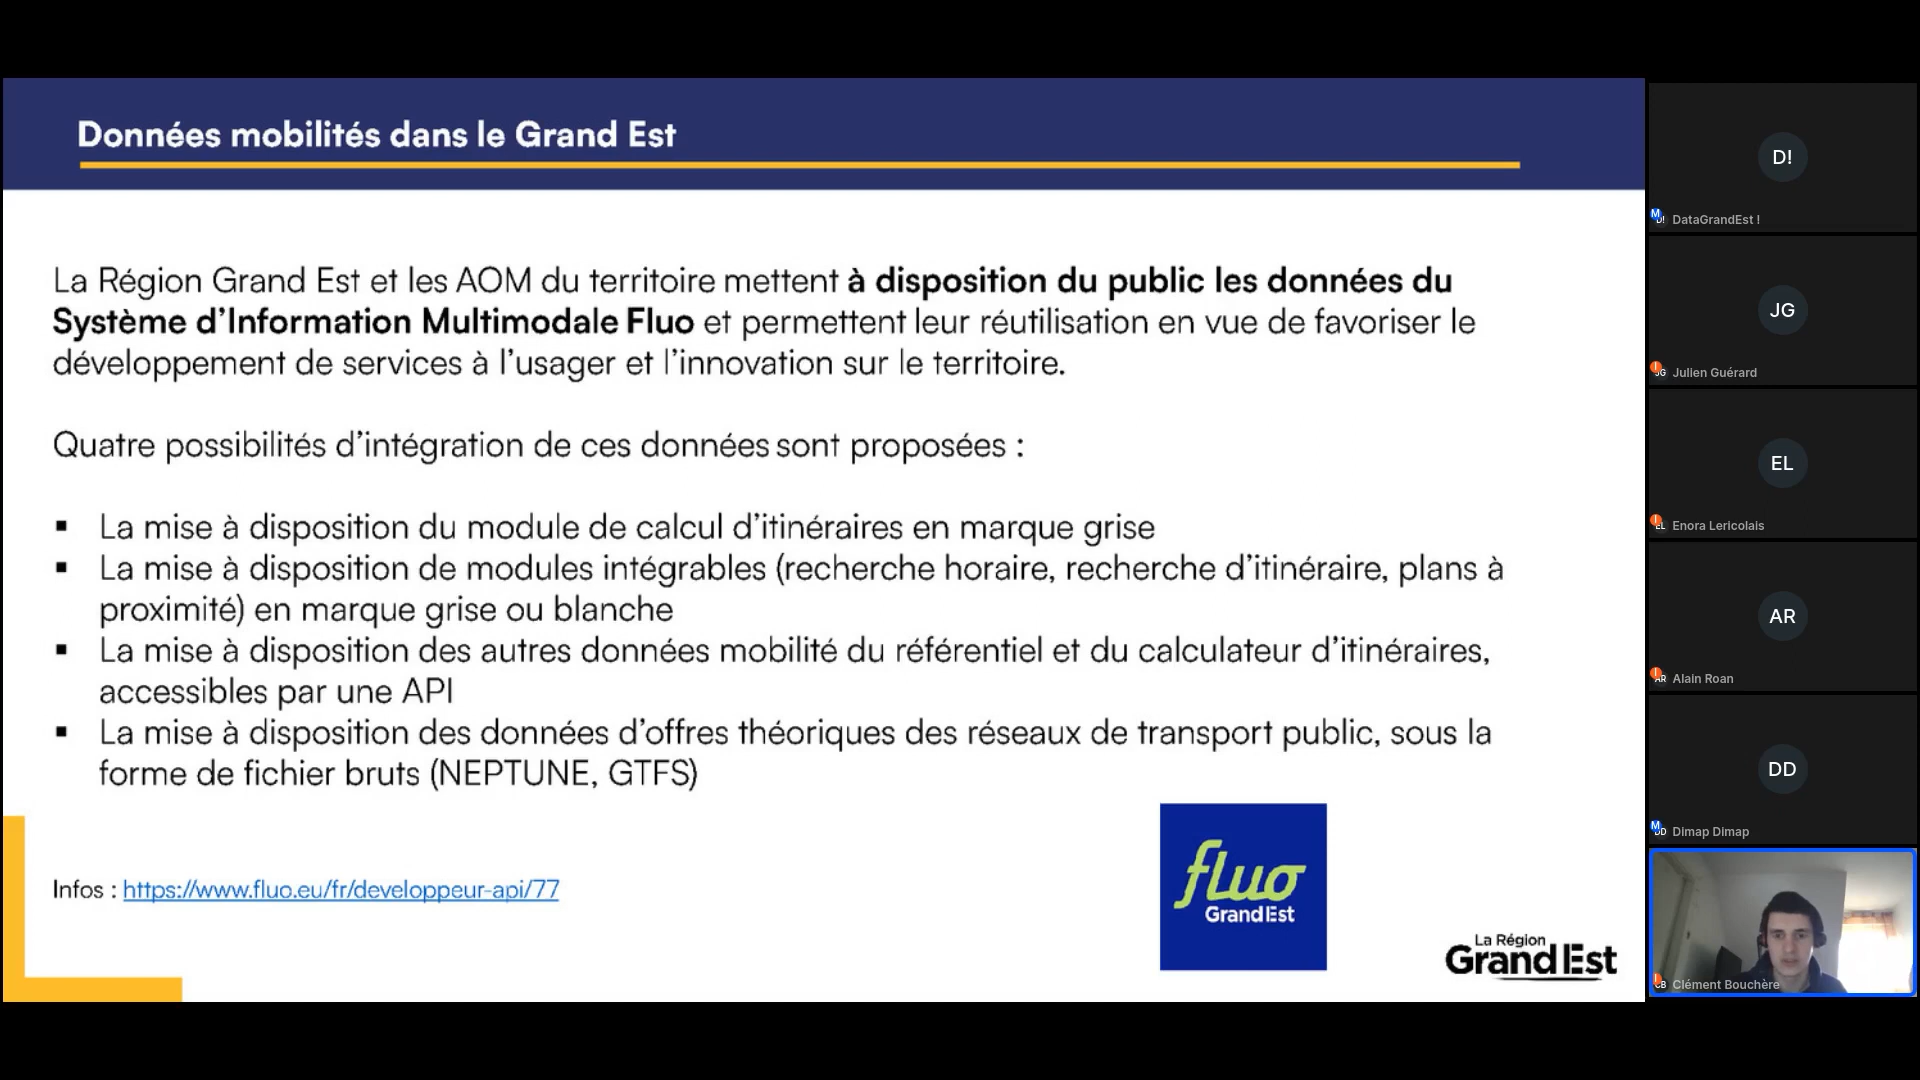 Données mobilités dans le Grand Est
La Région Grand Est et les AOM du territoire mettent à disposition du public les données du
Système d'Information Multimodale Fluo et permettent leur réutilisation en vue de favoriser le
développement de services à l'usager et l'innovation sur le territoire.
Quatre possibilités d'intégration de ces données sont proposées :
▪ La mise à disposition du module de calcul d'itinéraires en marque grise
▪ La mise à disposition de modules intégrables (recherche horaire, recherche d'itinéraire, plans à
proximité) en marque grise ou blanche
▪ La mise à disposition des autres données mobilité du référentiel et du calculateur d'itinéraires,
accessibles par une API
▪ La mise à disposition des données d'offres théoriques des réseaux de transport public, sous la
forme de fichier bruts (NEPTUNE, GTFS)
Infos : https://www.fluo.eu/fr/developpeur-api/77
fluo
GrandEst
La Région
GrandEst
D!
M D! DataGrandEst !
JG
! JG Julien Guérard
EL
! EL Enora Lericolais
AR
! AR Alain Roan
DD
M DD Dimap Dimap
! CB Clément Bouchère